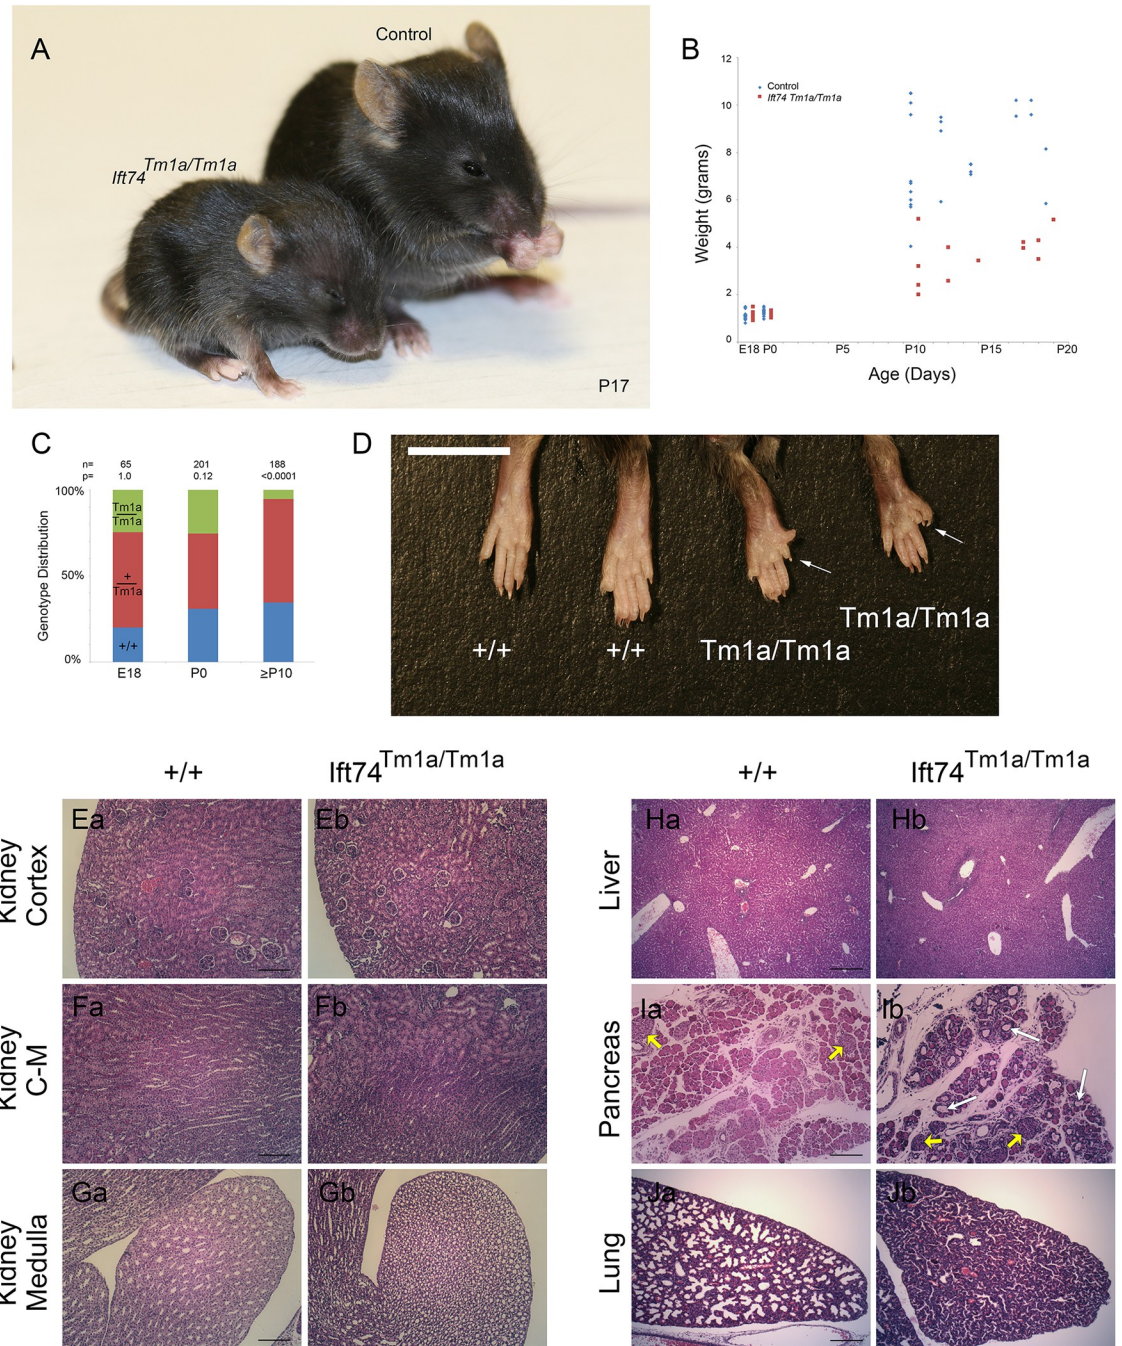 A
Control
Ift74Tm1a/Tm1a
P17
B
12
10
8
6
4
2
0
Weight (grams)
Control
Ift74 Tm1a/Tm1a
E18 P0 P5 P10 P15 P20
Age (Days)
C
n= 65 201 188
p= 1.0 0.12 <0.0001
100%
50%
0%
Genotype Distribution
Tm1a
Tm1a
+
Tm1a
+/+
E18 P0 ≥P10
D
+/+
+/+
Tm1a/Tm1a
Tm1a/Tm1a
+/+
Ift74Tm1a/Tm1a
+/+
Ift74Tm1a/Tm1a
Kidney
Cortex
Ea
Eb
Liver
Ha
Hb
Kidney
C-M
Fa
Fb
Pancreas
Ia
Ib
Kidney
Medulla
Ga
Gb
Lung
Ja
Jb